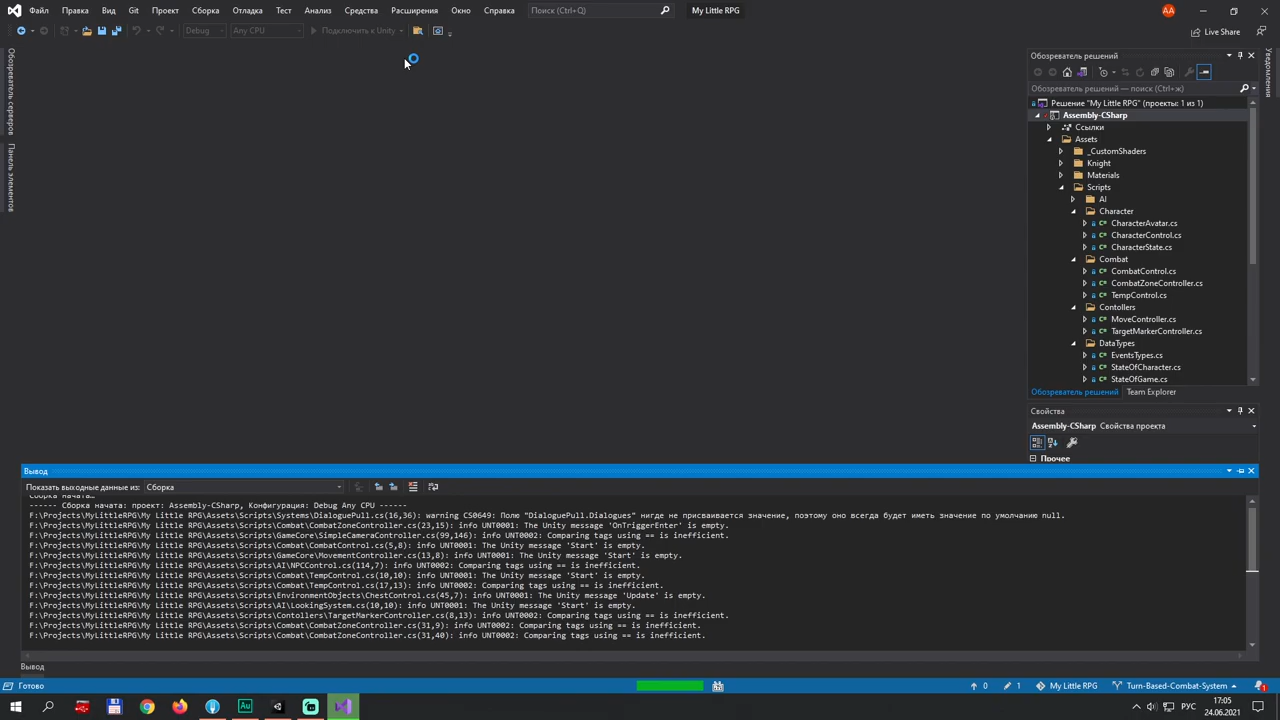 Файл Правка Вид Git Проект Сборка Отладка Тест Анализ Средства Расширения Окно Справка Поиск (Ctrl+Q) My Little RPG AA
Debug Any CPU Подключить к Unity Live Share
Обозреватель серверов
Панель элементов
Обозреватель решений
Обозреватель решений — поиск (Ctrl+ж)
Решение "My Little RPG" (проекты: 1 из 1)
Assembly-CSharp
Ссылки
Assets
_CustomShaders
Knight
Materials
Scripts
AI
Character
CharacterAvatar.cs
CharacterControl.cs
CharacterState.cs
Combat
CombatControl.cs
CombatZoneController.cs
TempControl.cs
Contollers
MoveController.cs
TargetMarkerController.cs
DataTypes
EventsTypes.cs
StateOfCharacter.cs
StateOfGame.cs
Обозреватель решений Team Explorer
Уведомления
Свойства
Assembly-CSharp Свойства проекта
Прочее
Вывод
Показать выходные данные из: Сборка
Сборка начата…
------ Сборка начата: проект: Assembly-CSharp, Конфигурация: Debug Any CPU ------
F:\Projects\MyLittleRPG\My Little RPG\Assets\Scripts\Systems\DialoguePull.cs(16,36): warning CS0649: Полю "DialoguePull.Dialogues" нигде не присваивается значение, поэтому оно всегда будет иметь значение по умолчанию null.
F:\Projects\MyLittleRPG\My Little RPG\Assets\Scripts\Combat\CombatZoneController.cs(23,15): info UNT0001: The Unity message 'OnTriggerEnter' is empty.
F:\Projects\MyLittleRPG\My Little RPG\Assets\Scripts\GameCore\SimpleCameraController.cs(99,146): info UNT0002: Comparing tags using == is inefficient.
F:\Projects\MyLittleRPG\My Little RPG\Assets\Scripts\Combat\CombatControl.cs(5,8): info UNT0001: The Unity message 'Start' is empty.
F:\Projects\MyLittleRPG\My Little RPG\Assets\Scripts\GameCore\MovementController.cs(13,8): info UNT0001: The Unity message 'Start' is empty.
F:\Projects\MyLittleRPG\My Little RPG\Assets\Scripts\AI\NPCControl.cs(114,7): info UNT0002: Comparing tags using == is inefficient.
F:\Projects\MyLittleRPG\My Little RPG\Assets\Scripts\Combat\TempControl.cs(10,10): info UNT0001: The Unity message 'Start' is empty.
F:\Projects\MyLittleRPG\My Little RPG\Assets\Scripts\Combat\TempControl.cs(17,13): info UNT0002: Comparing tags using == is inefficient.
F:\Projects\MyLittleRPG\My Little RPG\Assets\Scripts\EnvironmentObjects\ChestControl.cs(45,7): info UNT0001: The Unity message 'Update' is empty.
F:\Projects\MyLittleRPG\My Little RPG\Assets\Scripts\AI\LookingSystem.cs(10,10): info UNT0001: The Unity message 'Start' is empty.
F:\Projects\MyLittleRPG\My Little RPG\Assets\Scripts\Contollers\TargetMarkerController.cs(8,13): info UNT0002: Comparing tags using == is inefficient.
F:\Projects\MyLittleRPG\My Little RPG\Assets\Scripts\Combat\CombatZoneController.cs(31,9): info UNT0002: Comparing tags using == is inefficient.
F:\Projects\MyLittleRPG\My Little RPG\Assets\Scripts\Combat\CombatZoneController.cs(31,40): info UNT0002: Comparing tags using == is inefficient.
Вывод
Готово 0 1 My Little RPG Turn-Based-Combat-System 1
Au РУС 17:05
24.06.2021